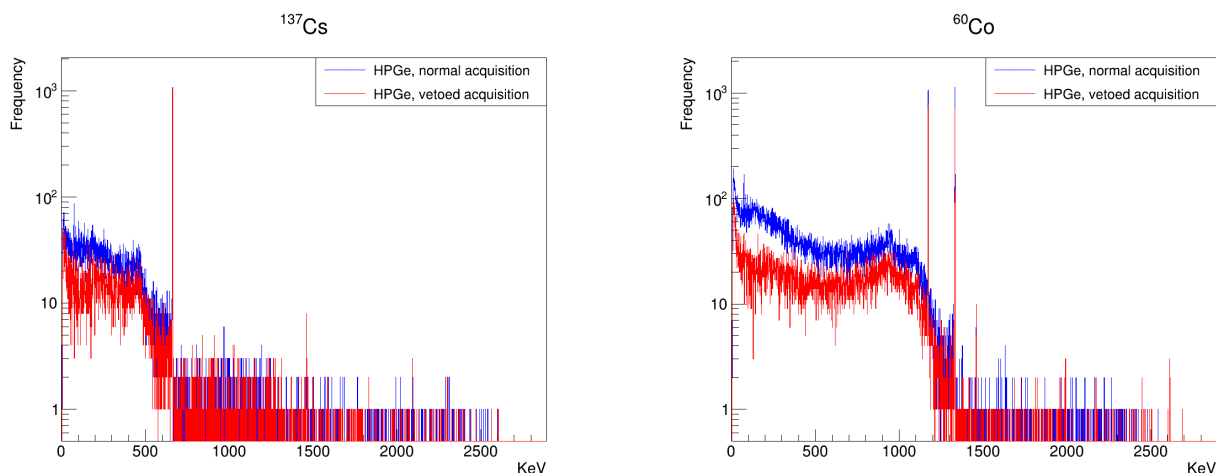 ¹³⁷Cs
Frequency
HPGe, normal acquisition
HPGe, vetoed acquisition
10³
10²
10
1
0 500 1000 1500 2000 2500
KeV
⁶⁰Co
Frequency
HPGe, normal acquisition
HPGe, vetoed acquisition
10³
10²
10
1
0 500 1000 1500 2000 2500
KeV